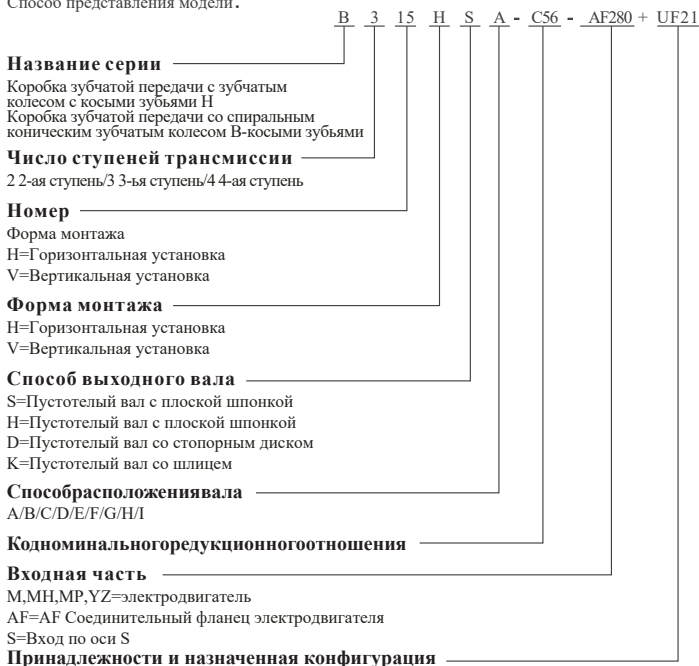 Способ представления модели.
B 3 15 H S A - C56 - AF280 + UF21
Название серии
Коробка зубчатой передачи с зубчатым
колесом с косыми зубьями H
Коробка зубчатой передачи со спиральным
коническим зубчатым колесом B-косыми зубьями
Число ступеней трансмиссии
2 2-ая ступень/3 3-ья ступень/4 4-ая ступень
Номер
Форма монтажа
H=Горизонтальная установка
V=Вертикальная установка
Форма монтажа
H=Горизонтальная установка
V=Вертикальная установка
Способ выходного вала
S=Пустотелый вал с плоской шпонкой
H=Пустотелый вал с плоской шпонкой
D=Пустотелый вал со стопорным диском
K=Пустотелый вал со шлицем
Способрасположениявала
A/B/C/D/E/F/G/H/I
Кодноминальногоредукционногоотношения
Входная часть
M,MH,MP,YZ=электродвигатель
AF=AF Соединительный фланец электродвигателя
S=Вход по оси S
Принадлежности и назначенная конфигурация